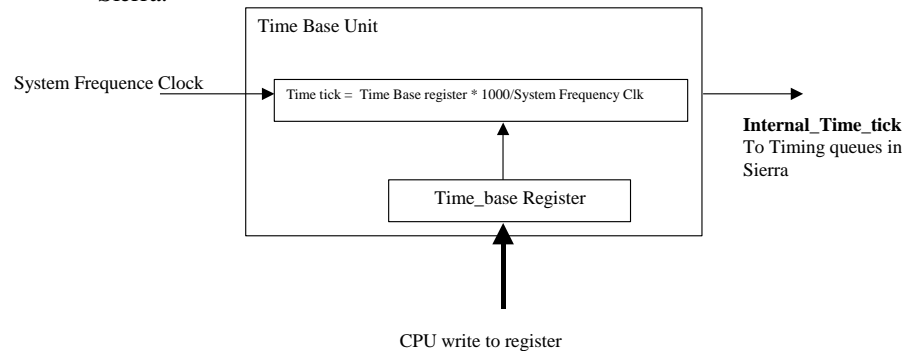 Sierra.
Time Base Unit
System Frequence Clock
Time tick = Time Base register * 1000/System Frequency Clk
Internal_Time_tick
To Timing queues in
Sierra
Time_base Register
CPU write to register